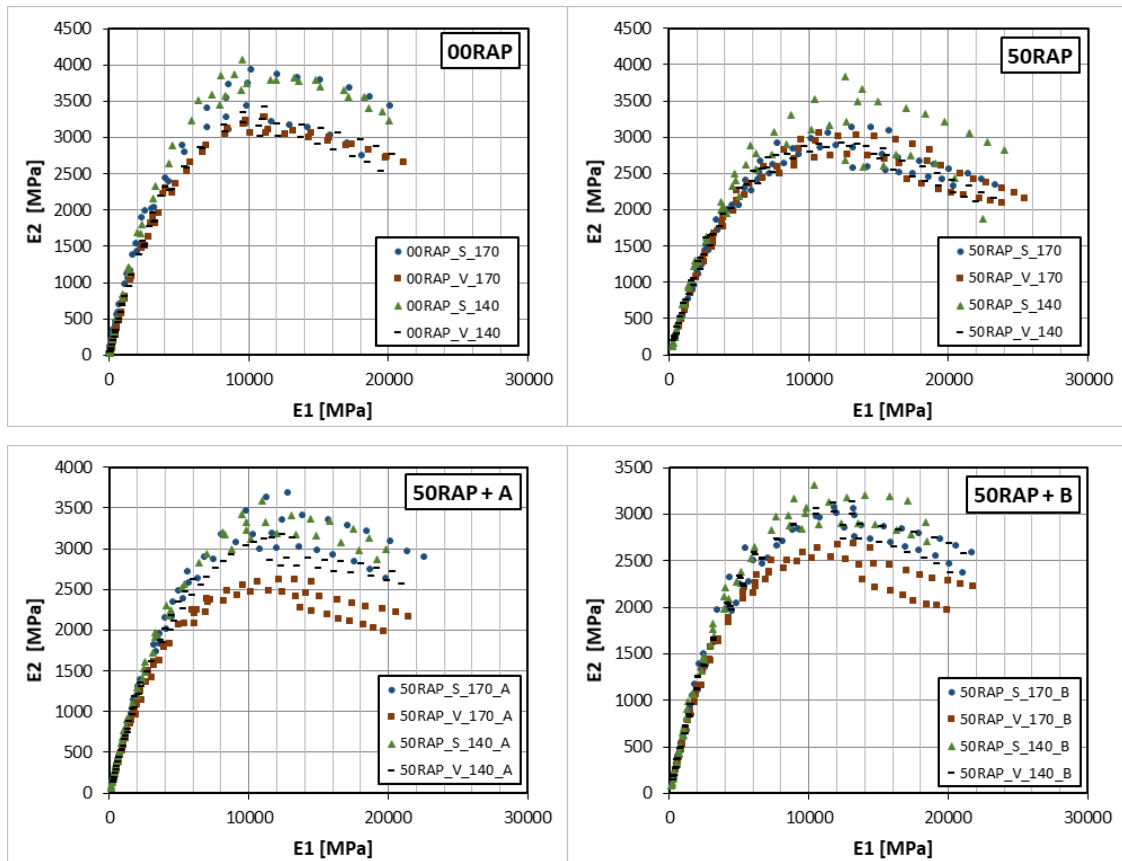 4500
4000
3500
3000
2500
2000
1500
1000
500
0
E2 [MPa]
00RAP
00RAP_S_170
00RAP_V_170
00RAP_S_140
00RAP_V_140
0 10000 20000 30000
E1 [MPa]
4500
4000
3500
3000
2500
2000
1500
1000
500
0
E2 [MPa]
50RAP
50RAP_S_170
50RAP_V_170
50RAP_S_140
50RAP_V_140
0 10000 20000 30000
E1 [MPa]
4000
3500
3000
2500
2000
1500
1000
500
0
E2 [MPa]
50RAP + A
50RAP_S_170_A
50RAP_V_170_A
50RAP_S_140_A
50RAP_V_140_A
0 10000 20000 30000
E1 [MPa]
3500
3000
2500
2000
1500
1000
500
0
E2 [MPa]
50RAP + B
50RAP_S_170_B
50RAP_V_170_B
50RAP_S_140_B
50RAP_V_140_B
0 10000 20000 30000
E1 [MPa]